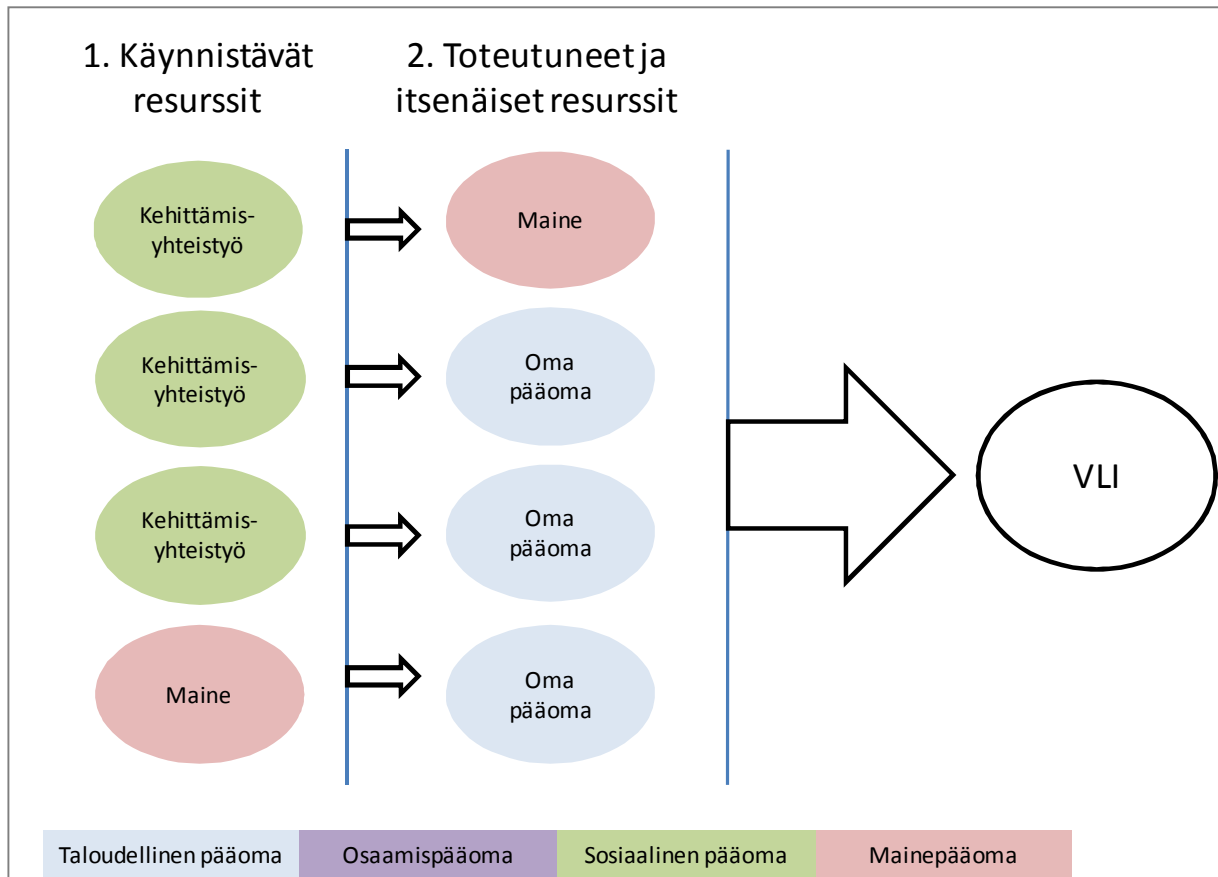 1. Käynnistävät
resurssit
2. Toteutuneet ja
itsenäiset resurssit
Kehittämis-
yhteistyö
Maine
Kehittämis-
yhteistyö
Oma
pääoma
Kehittämis-
yhteistyö
Oma
pääoma
Maine
Oma
pääoma
VLI
Taloudellinen pääoma
Osaamispääoma
Sosiaalinen pääoma
Mainepääoma